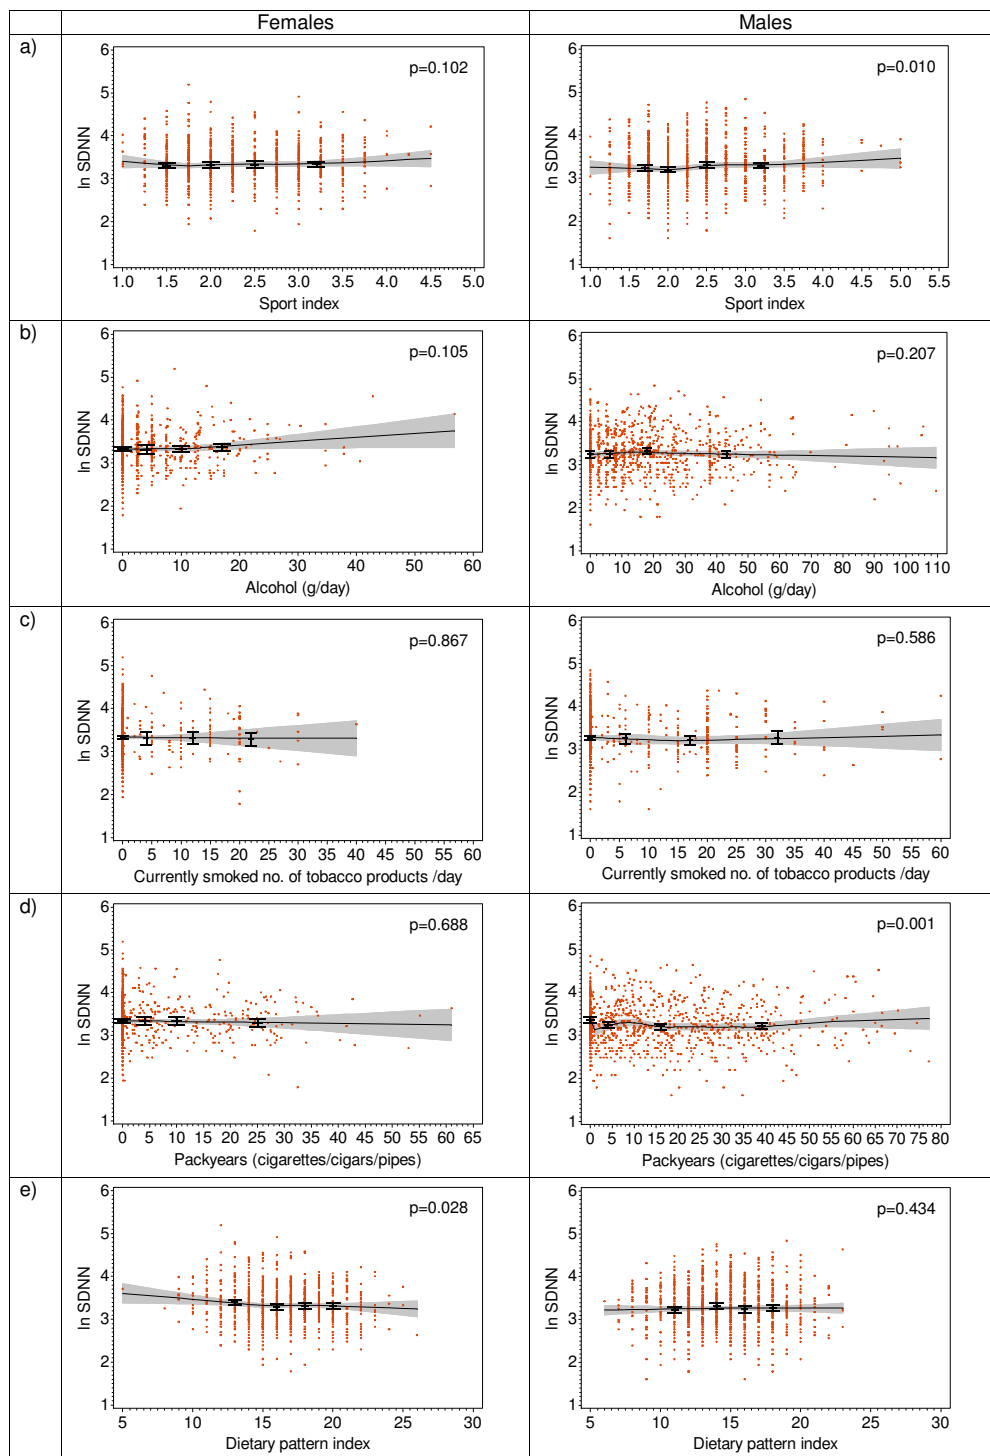 Females Males
a)
6 5 4 3 2 1
ln SDNN
p=0.102
1.0 1.5 2.0 2.5 3.0 3.5 4.0 4.5 5.0
Sport index
6 5 4 3 2 1
ln SDNN
p=0.010
1.0 1.5 2.0 2.5 3.0 3.5 4.0 4.5 5.0 5.5
Sport index
b)
6 5 4 3 2 1
ln SDNN
p=0.105
0 10 20 30 40 50 60
Alcohol (g/day)
6 5 4 3 2 1
ln SDNN
p=0.207
0 10 20 30 40 50 60 70 80 90 100 110
Alcohol (g/day)
c)
6 5 4 3 2 1
ln SDNN
p=0.867
0 5 10 15 20 25 30 35 40 45 50 55 60
Currently smoked no. of tobacco products /day
6 5 4 3 2 1
ln SDNN
p=0.586
0 5 10 15 20 25 30 35 40 45 50 55 60
Currently smoked no. of tobacco products /day
d)
6 5 4 3 2 1
ln SDNN
p=0.688
0 5 10 15 20 25 30 35 40 45 50 55 60 65
Packyears (cigarettes/cigars/pipes)
6 5 4 3 2 1
ln SDNN
p=0.001
0 5 10 15 20 25 30 35 40 45 50 55 60 65 70 75 80
Packyears (cigarettes/cigars/pipes)
e)
6 5 4 3 2 1
ln SDNN
p=0.028
5 10 15 20 25 30
Dietary pattern index
6 5 4 3 2 1
ln SDNN
p=0.434
5 10 15 20 25 30
Dietary pattern index